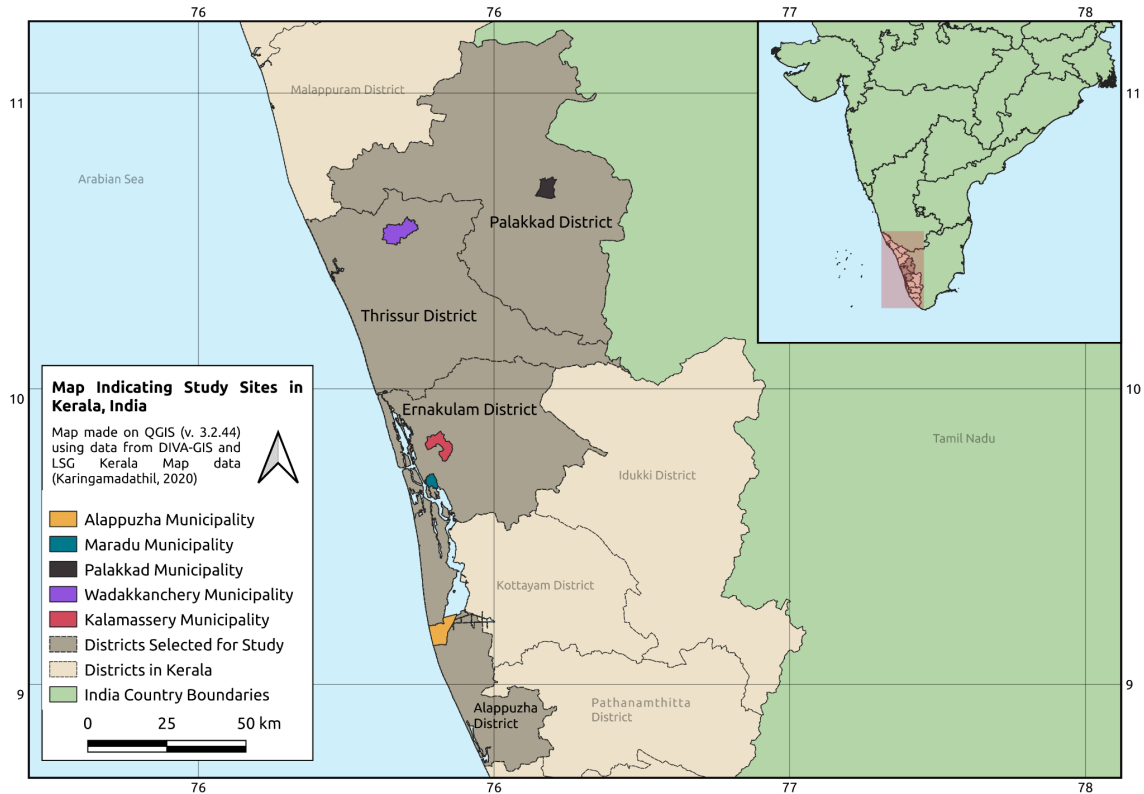 76 76 77 78
Malappuram District
11 11
Arabian Sea
Palakkad District
Thrissur District
10 10
Ernakulam District
Tamil Nadu
Idukki District
Kottayam District
9 9
Pathanamthitta
District
Alappuzha
District
Map Indicating Study Sites in
Kerala, India
Map made on QGIS (v. 3.2.44)
using data from DIVA-GIS and
LSG Kerala Map data
(Karingamadathil, 2020)
Alappuzha Municipality
Maradu Municipality
Palakkad Municipality
Wadakkanchery Municipality
Kalamassery Municipality
Districts Selected for Study
Districts in Kerala
India Country Boundaries
0 25 50 km
76 76 77 78